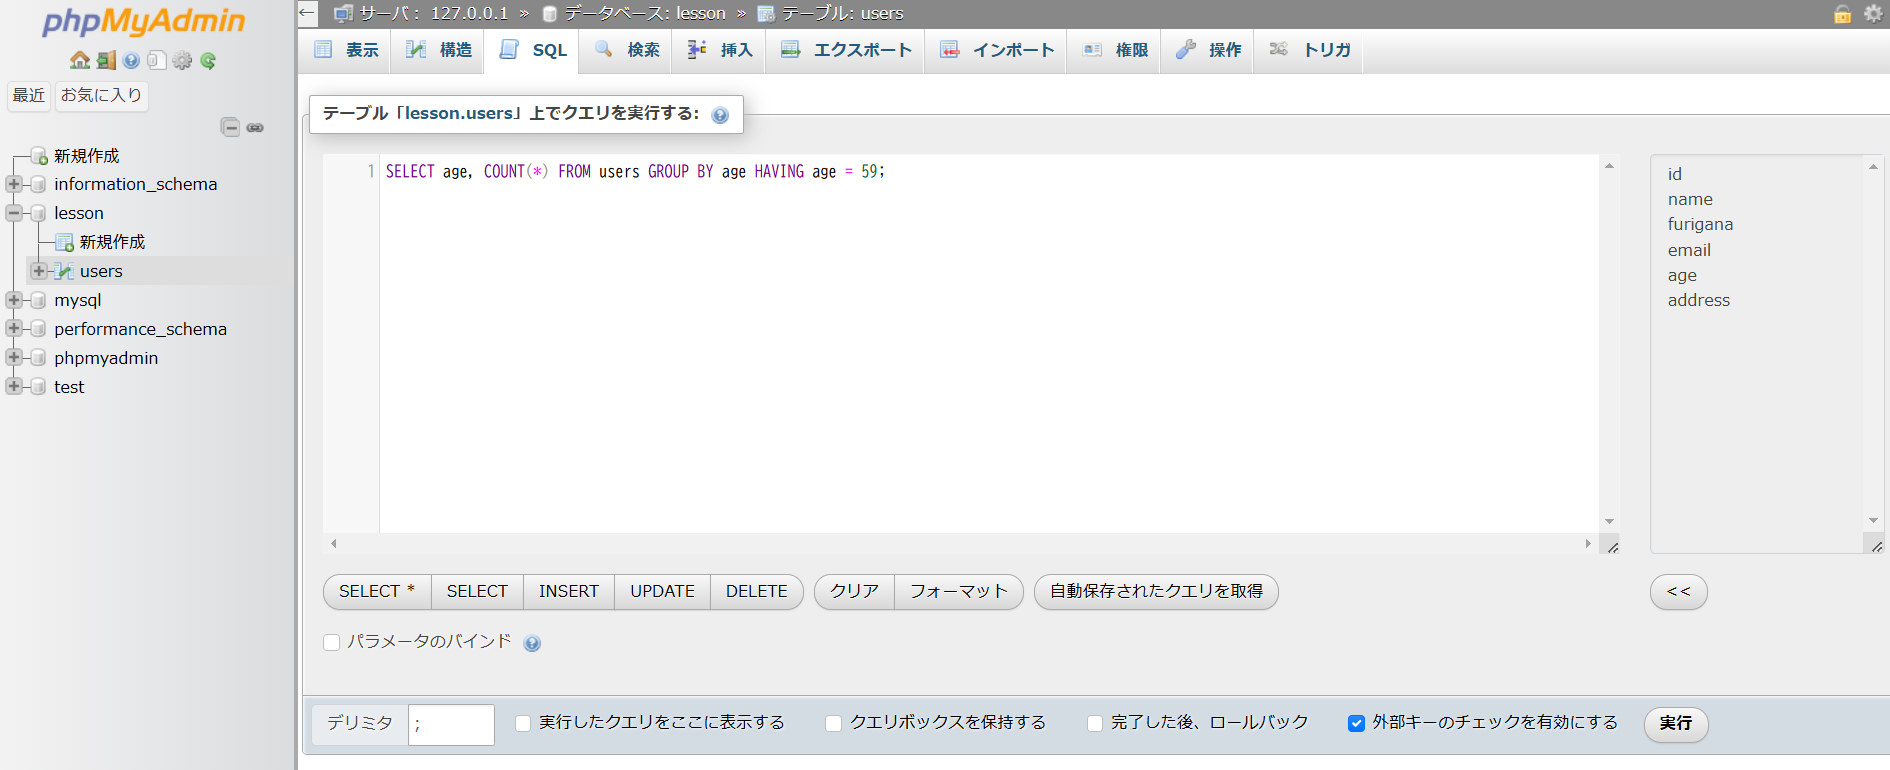 phpMyAdmin
最近 お気に入り
新規作成
information_schema
lesson
新規作成
users
mysql
performance_schema
phpmyadmin
test
← サーバ: 127.0.0.1 » データベース: lesson » テーブル: users
表示 構造 SQL 検索 挿入 エクスポート インポート 権限 操作 トリガ
テーブル「lesson.users」上でクエリを実行する:
1 SELECT age, COUNT(*) FROM users GROUP BY age HAVING age = 59;
id
name
furigana
email
age
address
SELECT * SELECT INSERT UPDATE DELETE クリア フォーマット 自動保存されたクエリを取得 <<
パラメータのバインド
デリミタ ; 実行したクエリをここに表示する クエリボックスを保持する 完了した後、ロールバック 外部キーのチェックを有効にする 実行